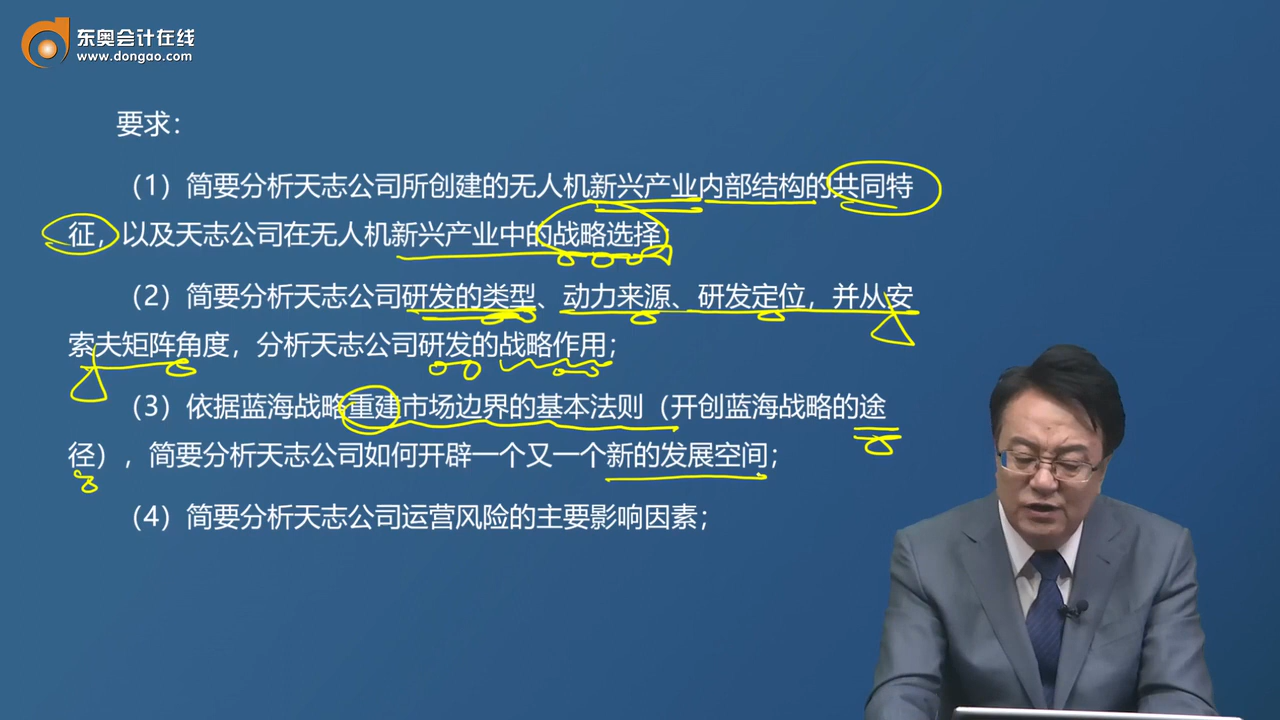 东奥会计在线
www.dongao.com
要求：
（1）简要分析天志公司所创建的无人机新兴产业内部结构的共同特
征，以及天志公司在无人机新兴产业中的战略选择
（2）简要分析天志公司研发的类型、动力来源、研发定位，并从安
索夫矩阵角度，分析天志公司研发的战略作用；
（3）依据蓝海战略重建市场边界的基本法则（开创蓝海战略的途
径），简要分析天志公司如何开辟一个又一个新的发展空间；
（4）简要分析天志公司运营风险的主要影响因素；